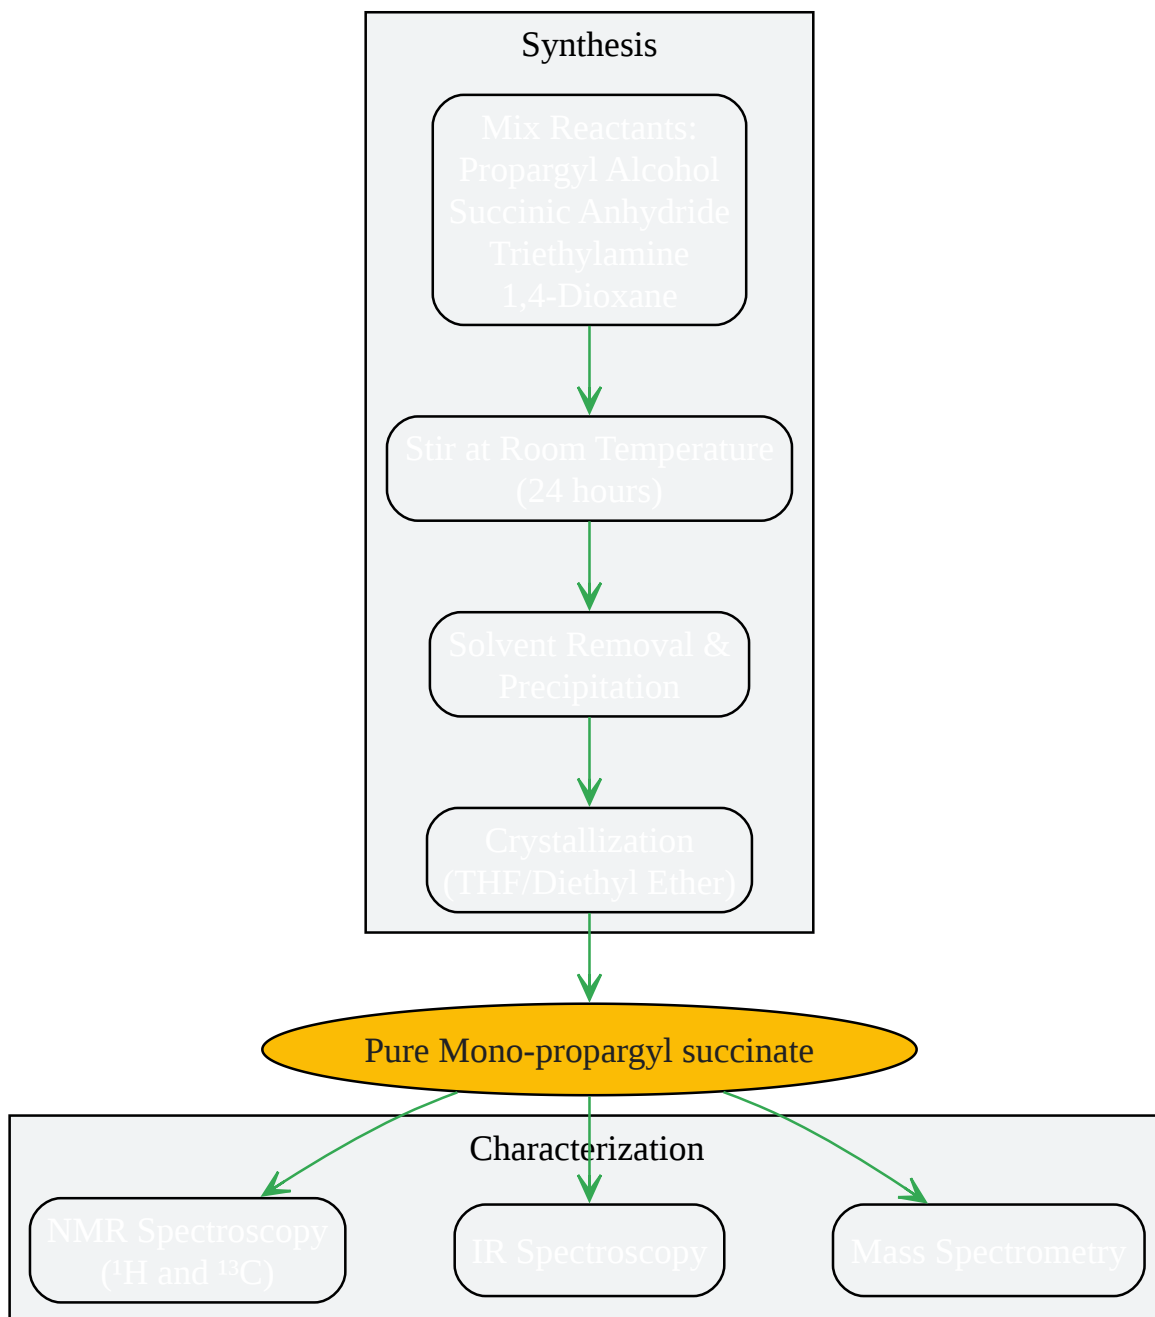 Synthesis
Mix Reactants:
Propargyl Alcohol
Succinic Anhydride
Triethylamine
1,4-Dioxane
Stir at Room Temperature
(24 hours)
Solvent Removal &
Precipitation
Crystallization
(THF/Diethyl Ether)
Pure Mono-propargyl succinate
Characterization
NMR Spectroscopy
(¹H and ¹³C)
IR Spectroscopy
Mass Spectrometry